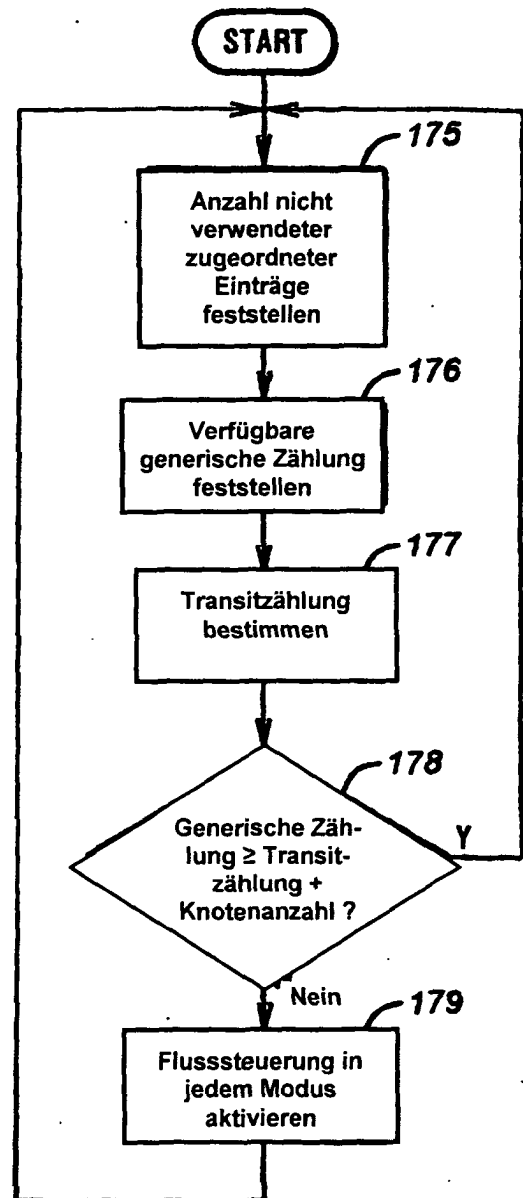 START
175
Anzahl nicht
verwendeter
zugeordneter
Einträge
feststellen
176
Verfügbare
generische Zählung
feststellen
177
Transitzählung
bestimmen
178
Generische Zäh-
lung ≥ Transit-
zählung +
Knotenanzahl ?
Y
Nein
179
Flusssteuerung in
jedem Modus
aktivieren